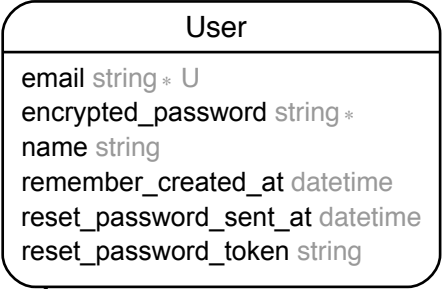 User
email string * U
encrypted_password string *
name string
remember_created_at datetime
reset_password_sent_at datetime
reset_password_token string